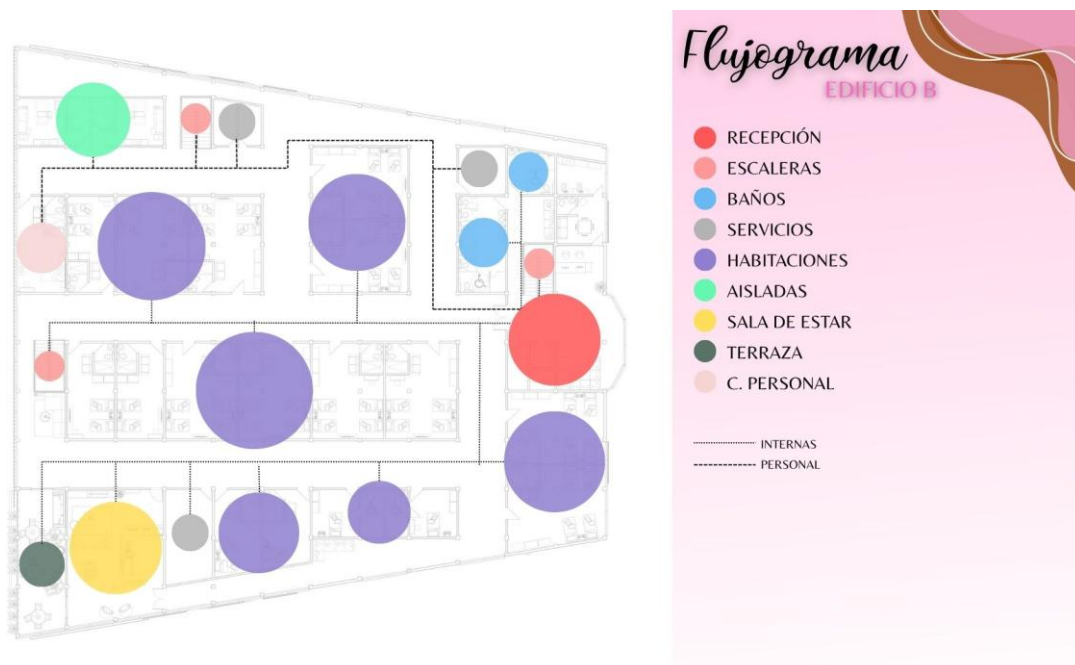 Flujograma
EDIFICIO B
RECEPCIÓN
ESCALERAS
BAÑOS
SERVICIOS
HABITACIONES
AISLADAS
SALA DE ESTAR
TERRAZA
C. PERSONAL
INTERNAS
PERSONAL